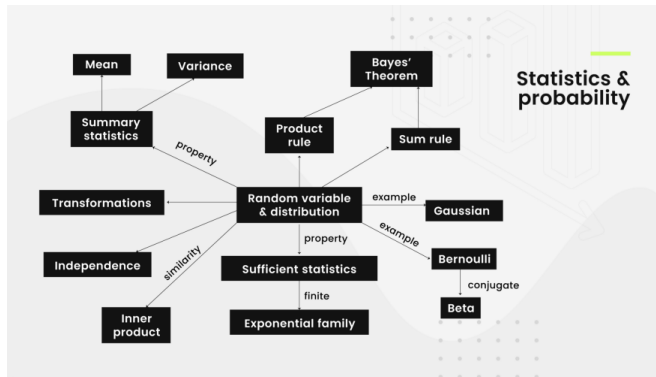 Statistics &
probability
Mean
Variance
Bayes'
Theorem
Summary
statistics
Product
rule
Sum rule
property
Transformations
Random variable
& distribution
example
Gaussian
example
property
similarity
Independence
Sufficient statistics
Bernoulli
finite
conjugate
Inner
product
Exponential family
Beta